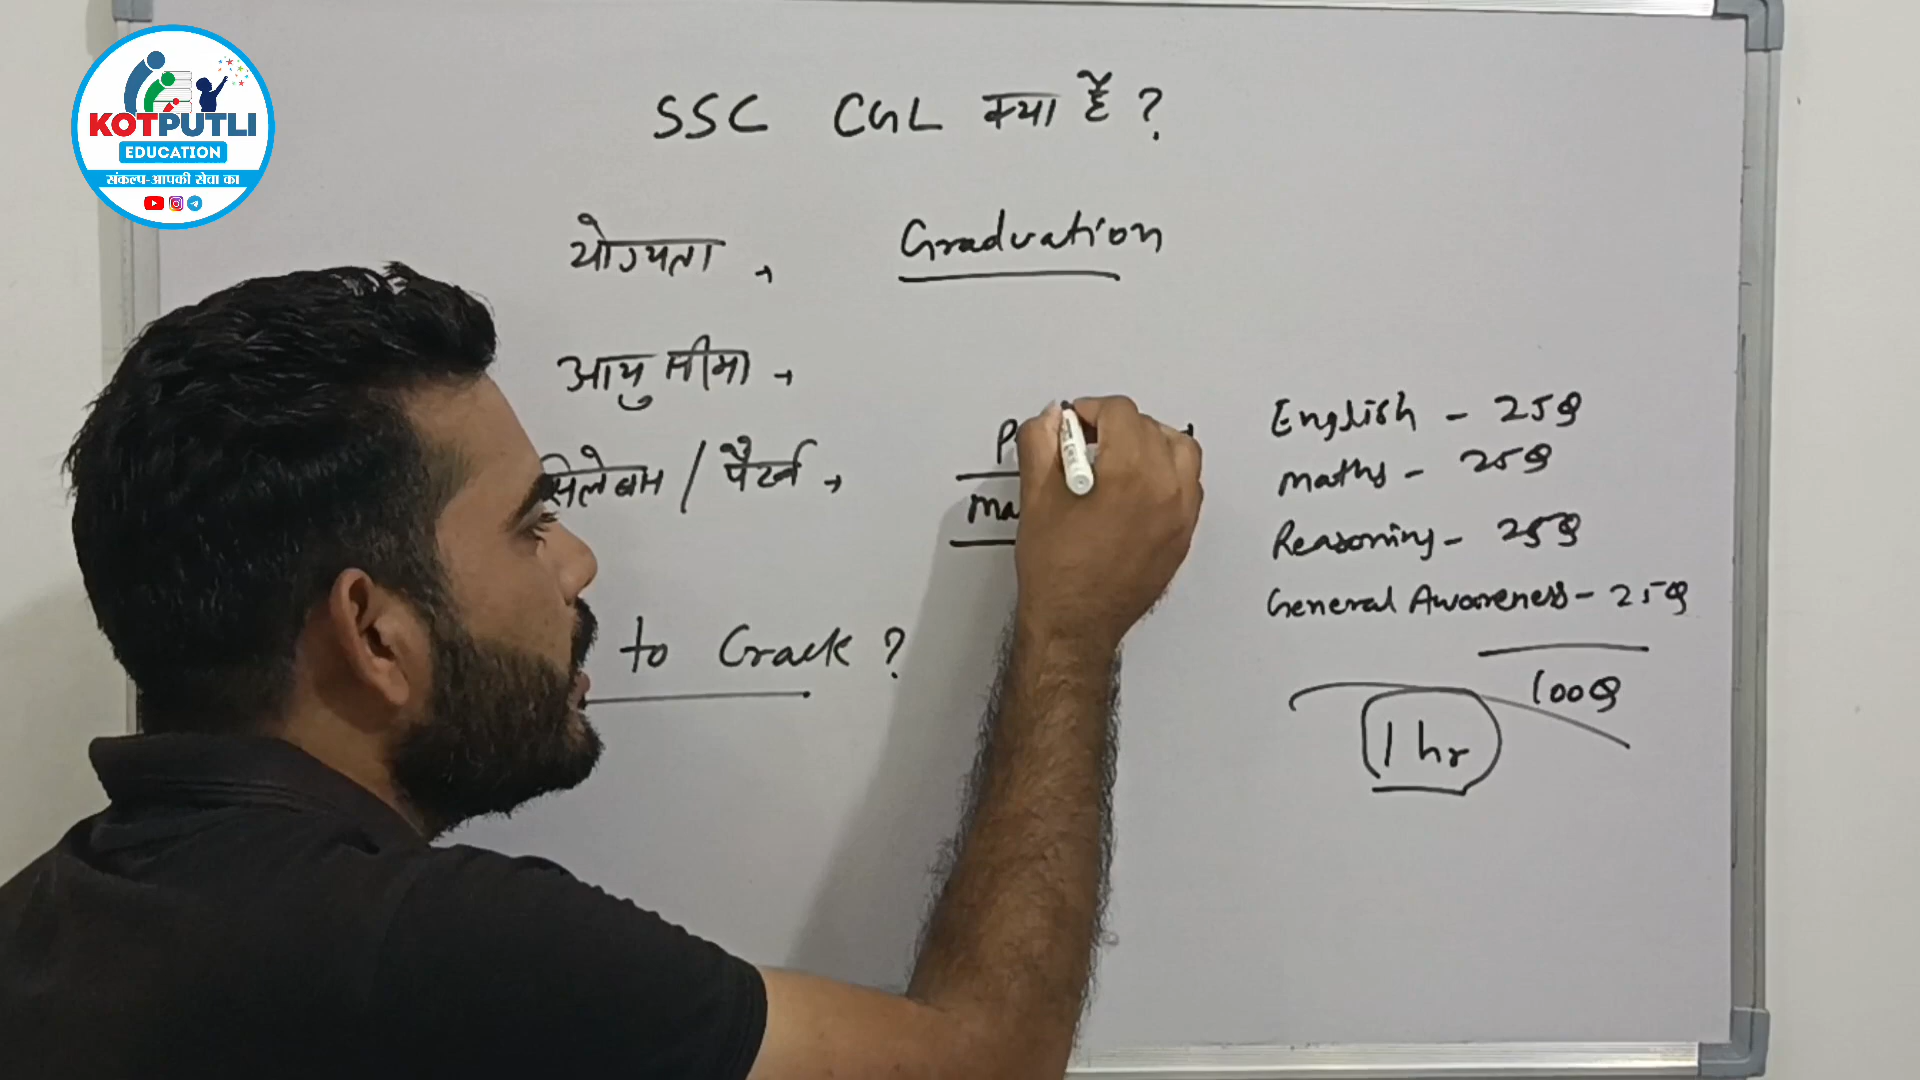 KOTPUTLI
EDUCATION
संकल्प-आपकी सेवा का
SSC CGL क्या है ?
योग्यता → Graduation
आयु सीमा →
सिलेबस / पैटर्न →
English - 25Q
maths - 25Q
Reasoning - 25Q
General Awareness - 25Q
100Q
1 hr
to Crack ?